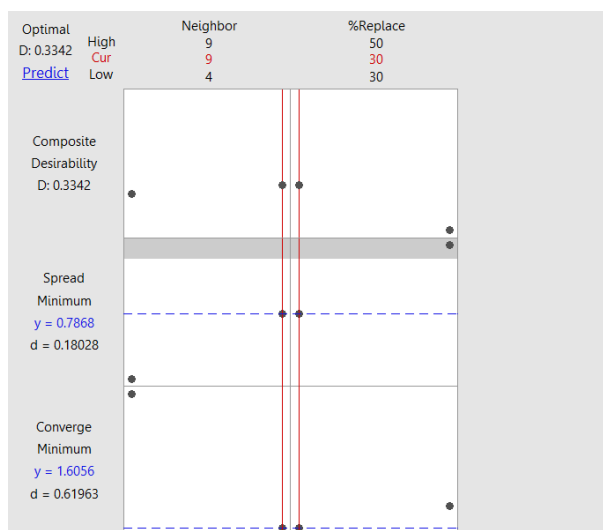 Optimal
D: 0.3342
Predict
High
Cur
Low
Neighbor
9
9
4
%Replace
50
30
30
Composite
Desirability
D: 0.3342
Spread
Minimum
y = 0.7868
d = 0.18028
Converge
Minimum
y = 1.6056
d = 0.61963